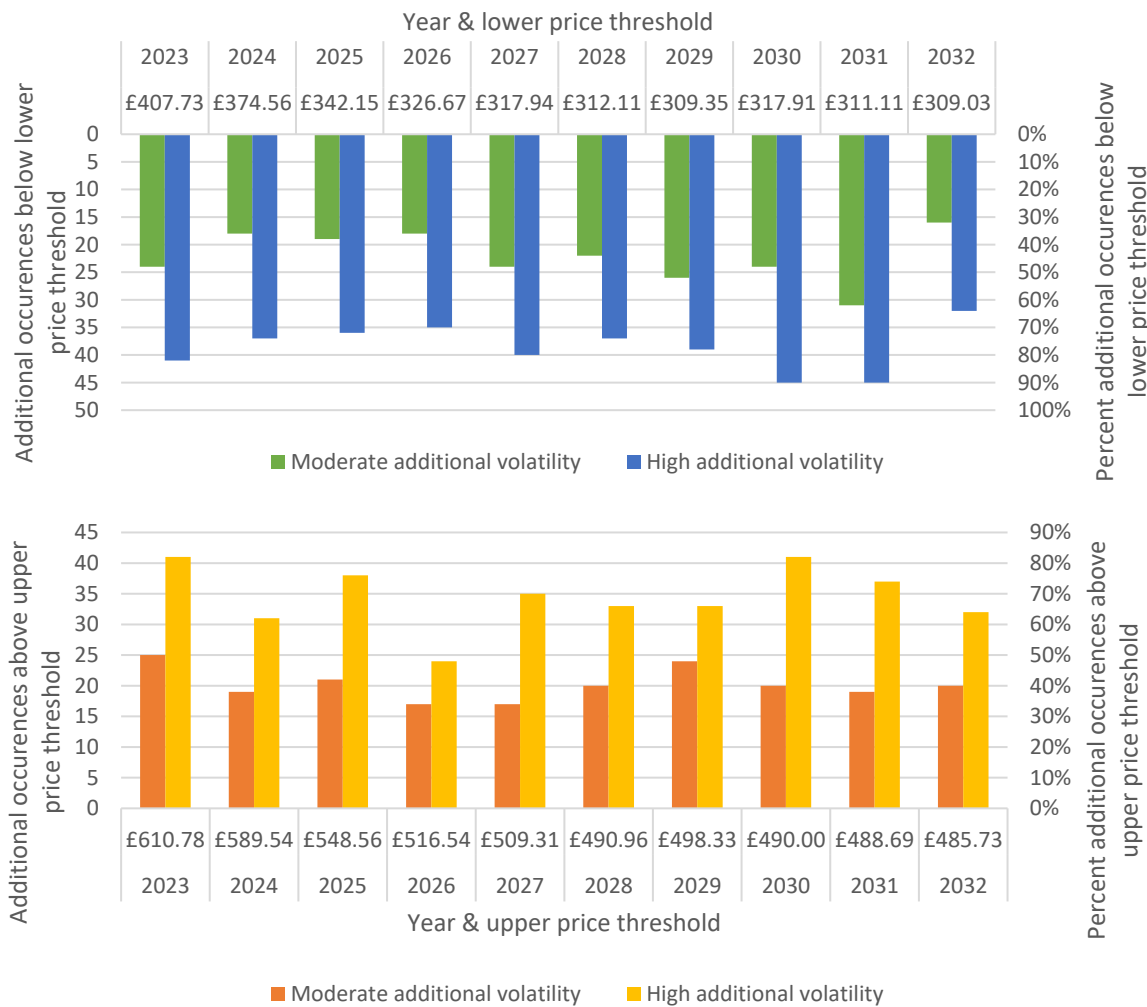 Year & lower price threshold
2023 2024 2025 2026 2027 2028 2029 2030 2031 2032
£407.73 £374.56 £342.15 £326.67 £317.94 £312.11 £309.35 £317.91 £311.11 £309.03
Additional occurences below lower
price threshold
0
5
10
15
20
25
30
35
40
45
50
0%
10%
20%
30%
40%
50%
60%
70%
80%
90%
100%
Percent additional occurences below
lower price threshold
Moderate additional volatility High additional volatility
Additional occurences above upper
price threshold
45
40
35
30
25
20
15
10
5
0
90%
80%
70%
60%
50%
40%
30%
20%
10%
0%
Percent additional occurences above
upper price threshold
£610.78 £589.54 £548.56 £516.54 £509.31 £490.96 £498.33 £490.00 £488.69 £485.73
2023 2024 2025 2026 2027 2028 2029 2030 2031 2032
Year & upper price threshold
Moderate additional volatility High additional volatility